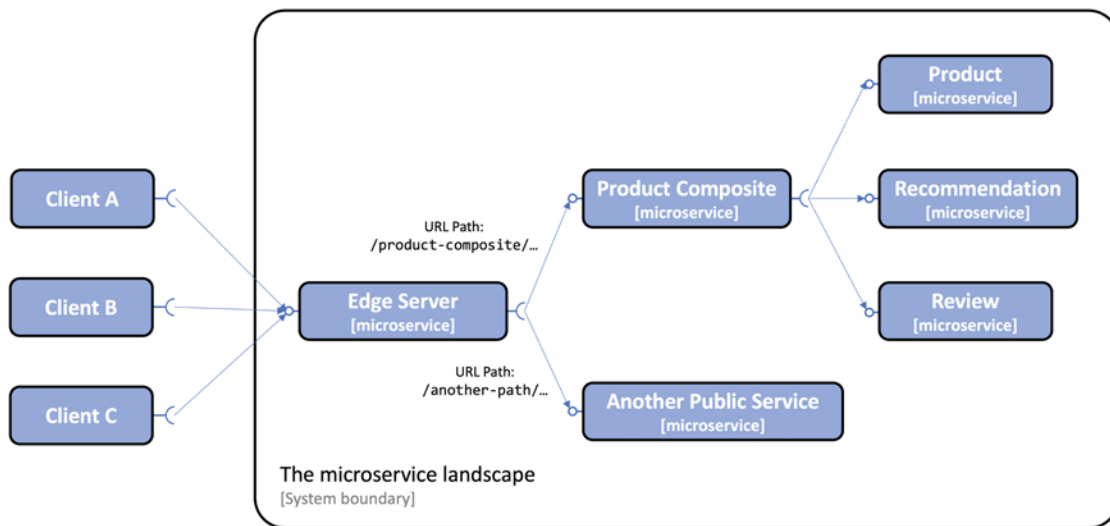 Product
[microservice]
Client A
Product Composite
[microservice]
Recommendation
[microservice]
URL Path:
/product-composite/…
Client B
Edge Server
[microservice]
Review
[microservice]
URL Path:
/another-path/…
Client C
Another Public Service
[microservice]
The microservice landscape
[System boundary]